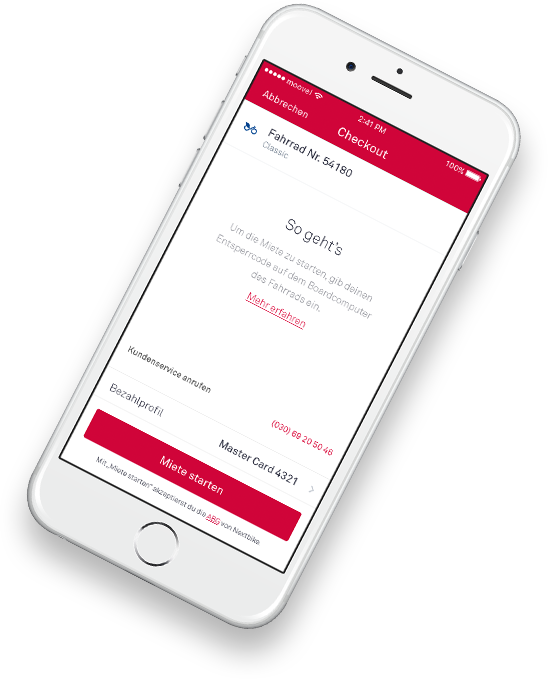 moovel
2:41 PM
100%
Abbrechen
Checkout
Fahrrad Nr. 54180
Classic
So geht's
Um die Miete zu starten, gib deinen
Entsperrcode auf dem Boardcomputer
des Fahrrads ein.
Mehr erfahren
Kundenservice anrufen
(030) 69 20 50 46
Bezahlprofil
Master Card 4321
Miete starten
Mit „Miete starten“ akzeptierst du die ABG von Nextbike.